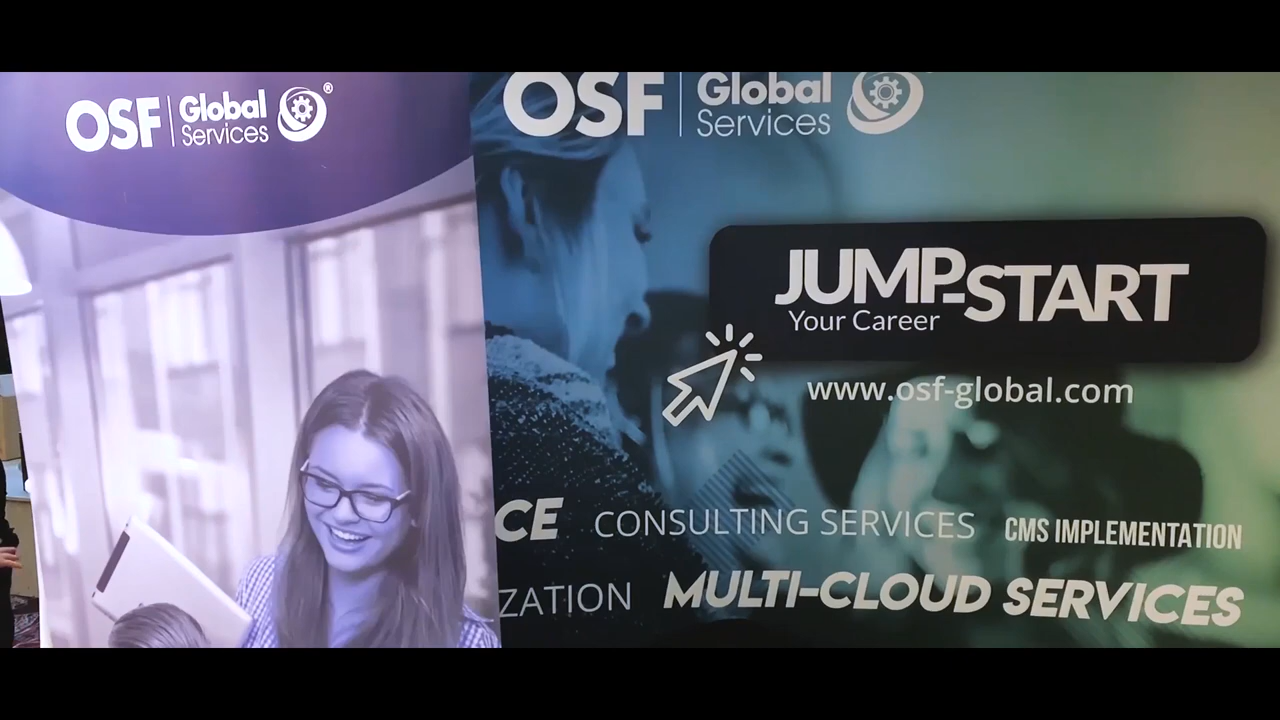 OSF Global Services ®
OSF Global Services
JUMP-START
Your Career
www.osf-global.com
CE CONSULTING SERVICES CMS IMPLEMENTATION
ZATION MULTI-CLOUD SERVICES